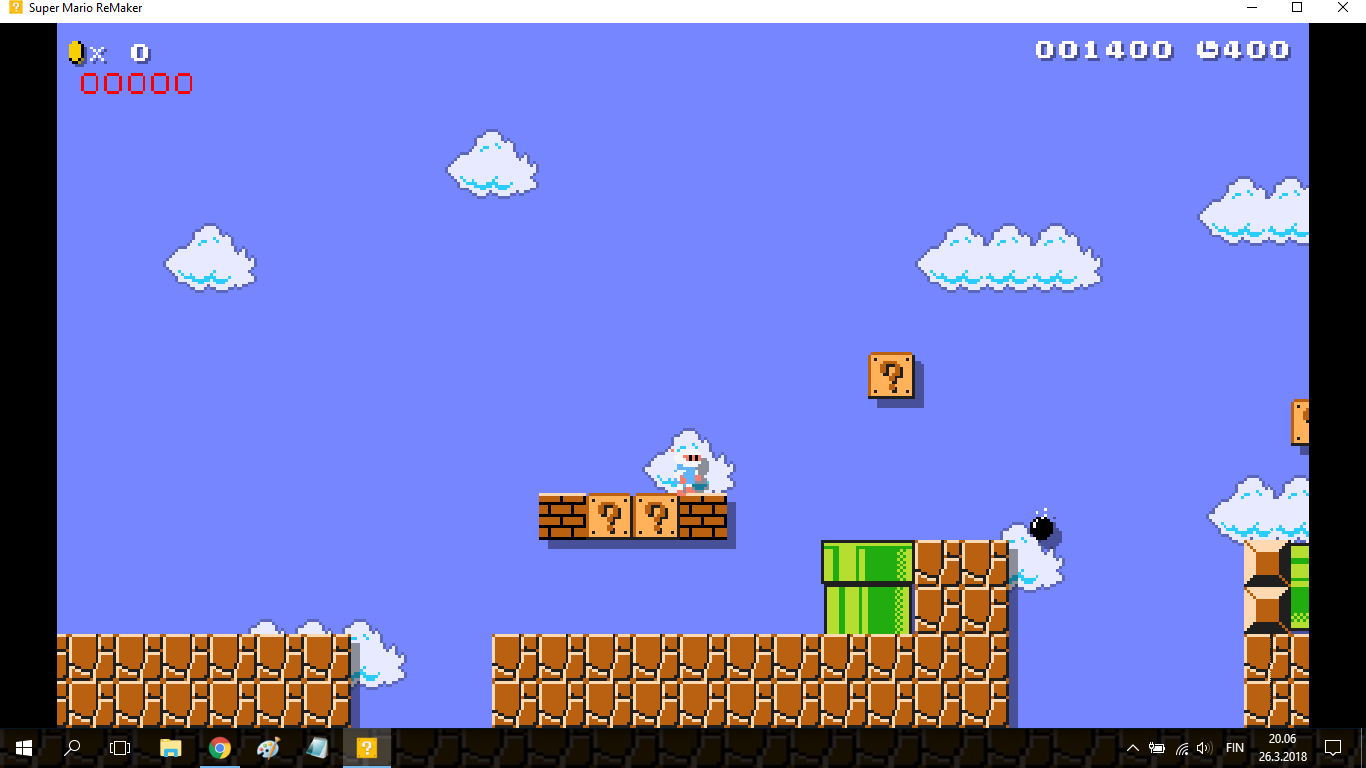 Super Mario ReMaker
x 0
001400 400
00000
?
?
? ?
FIN
20.06
26.3.2018